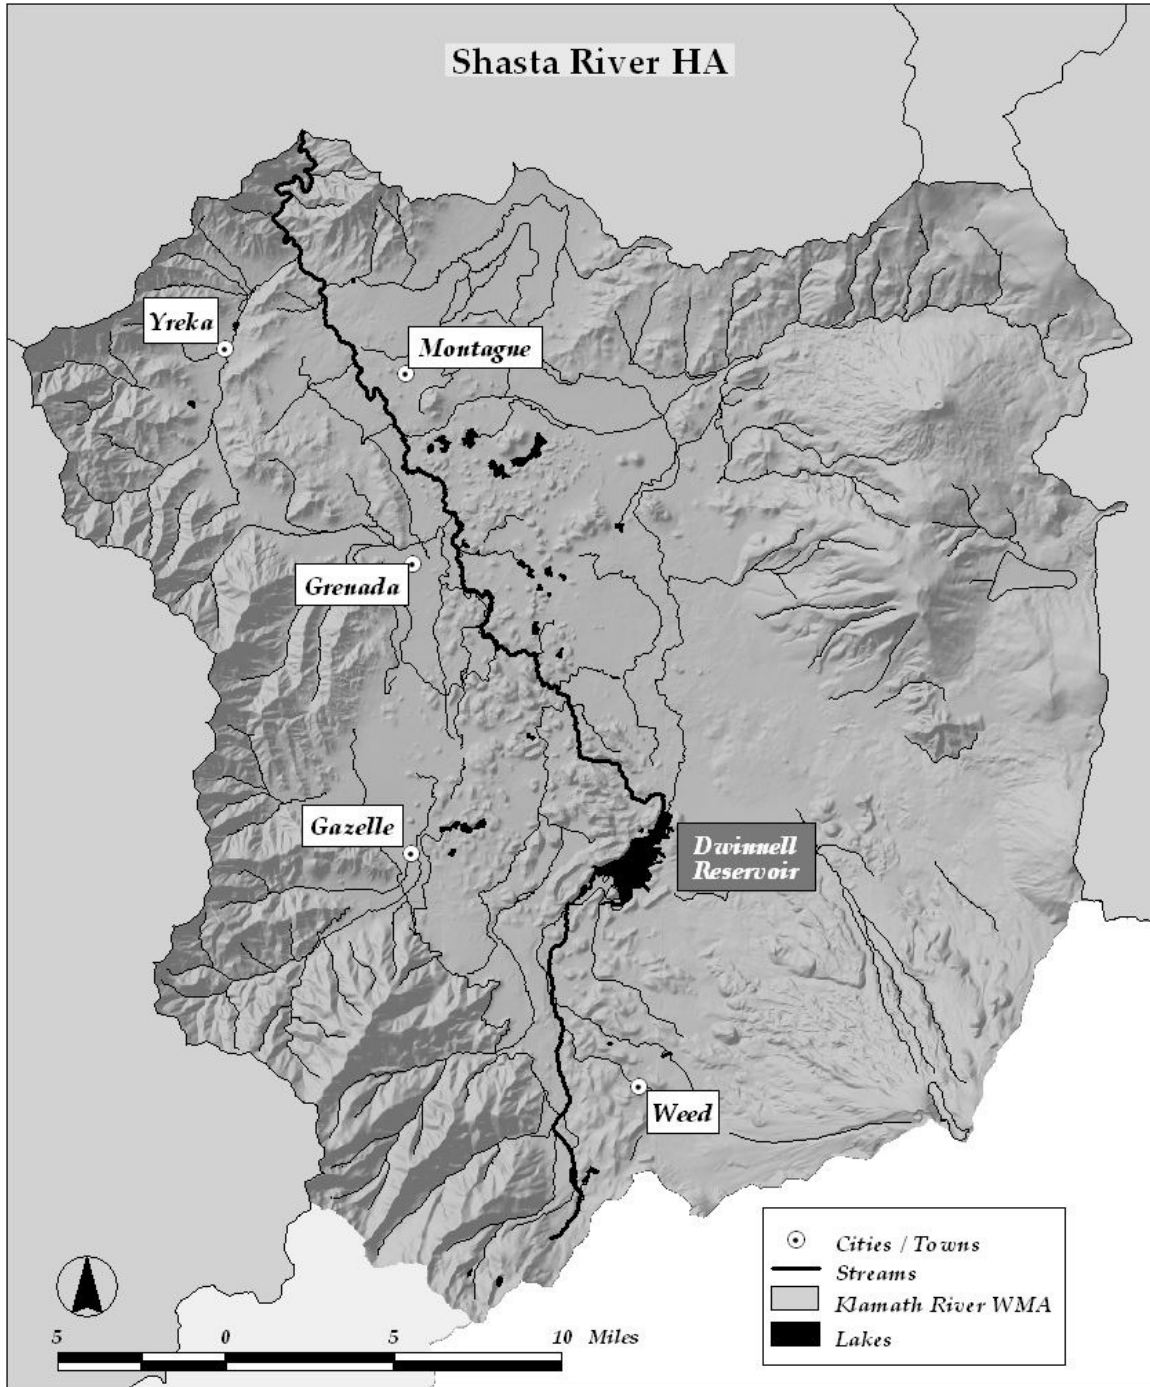 Shasta River HA
Yreka
Montague
Grenada
Gazelle
Dwinnell
Reservoir
Weed
Cities / Towns
Streams
Klamath River WMA
Lakes
5 0 5 10 Miles